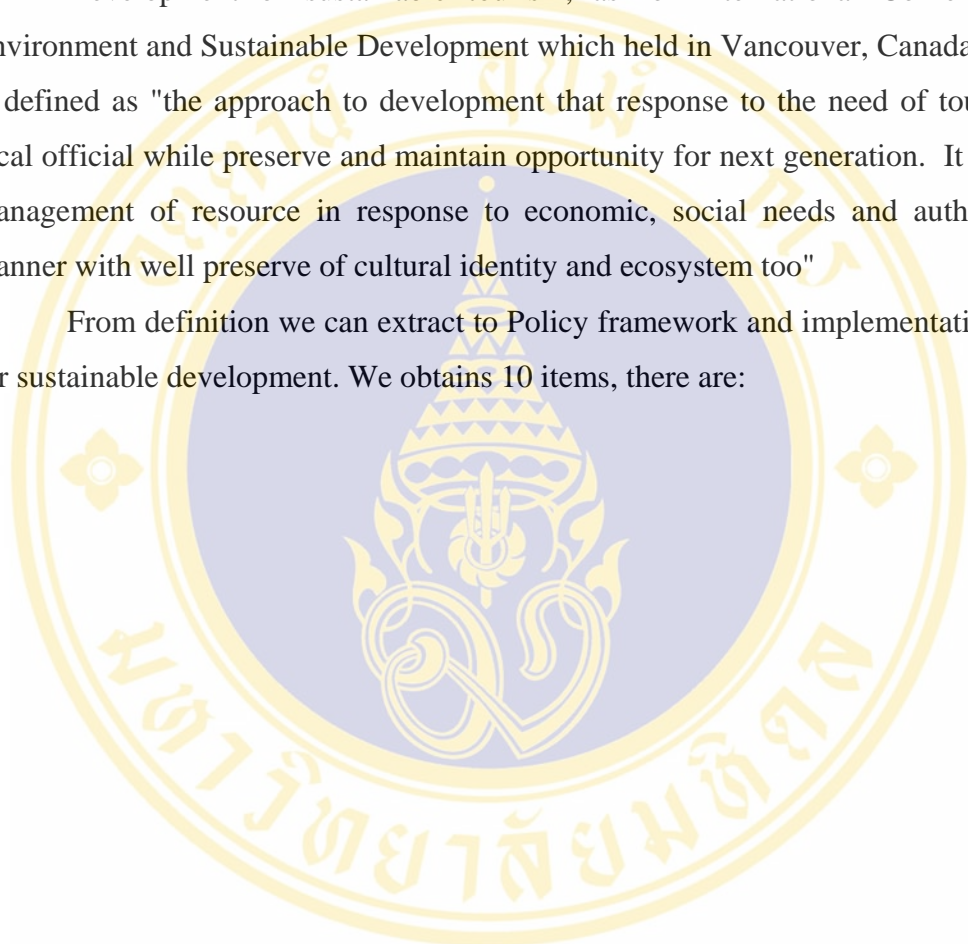 nvironment and Sustainable Development which held in Vancouver, Canada
defined as "the approach to development that response to the need of tou
cal official while preserve and maintain opportunity for next generation. It
anagement of resource in response to economic, social needs and auth
anner with well preserve of cultural identity and ecosystem too"
From definition we can extract to Policy framework and implementati
r sustainable development. We obtains 10 items, there are:
มหาวิทยาลัยมหิดล